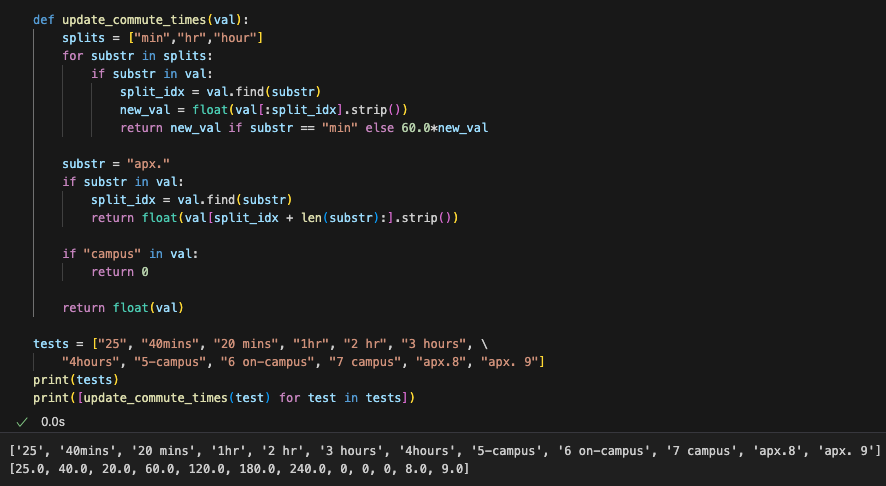 def update_commute_times(val):
    splits = ["min","hr","hour"]
    for substr in splits:
        if substr in val:
            split_idx = val.find(substr)
            new_val = float(val[:split_idx].strip())
            return new_val if substr == "min" else 60.0*new_val

    substr = "apx."
    if substr in val:
        split_idx = val.find(substr)
        return float(val[split_idx + len(substr):].strip())

    if "campus" in val:
        return 0

    return float(val)

tests = ["25", "40mins", "20 mins", "1hr", "2 hr", "3 hours", \
    "4hours", "5-campus", "6 on-campus", "7 campus", "apx.8", "apx. 9"]
print(tests)
print([update_commute_times(test) for test in tests])
✓ 0.0s
['25', '40mins', '20 mins', '1hr', '2 hr', '3 hours', '4hours', '5-campus', '6 on-campus', '7 campus', 'apx.8', 'apx. 9']
[25.0, 40.0, 20.0, 60.0, 120.0, 180.0, 240.0, 0, 0, 0, 8.0, 9.0]